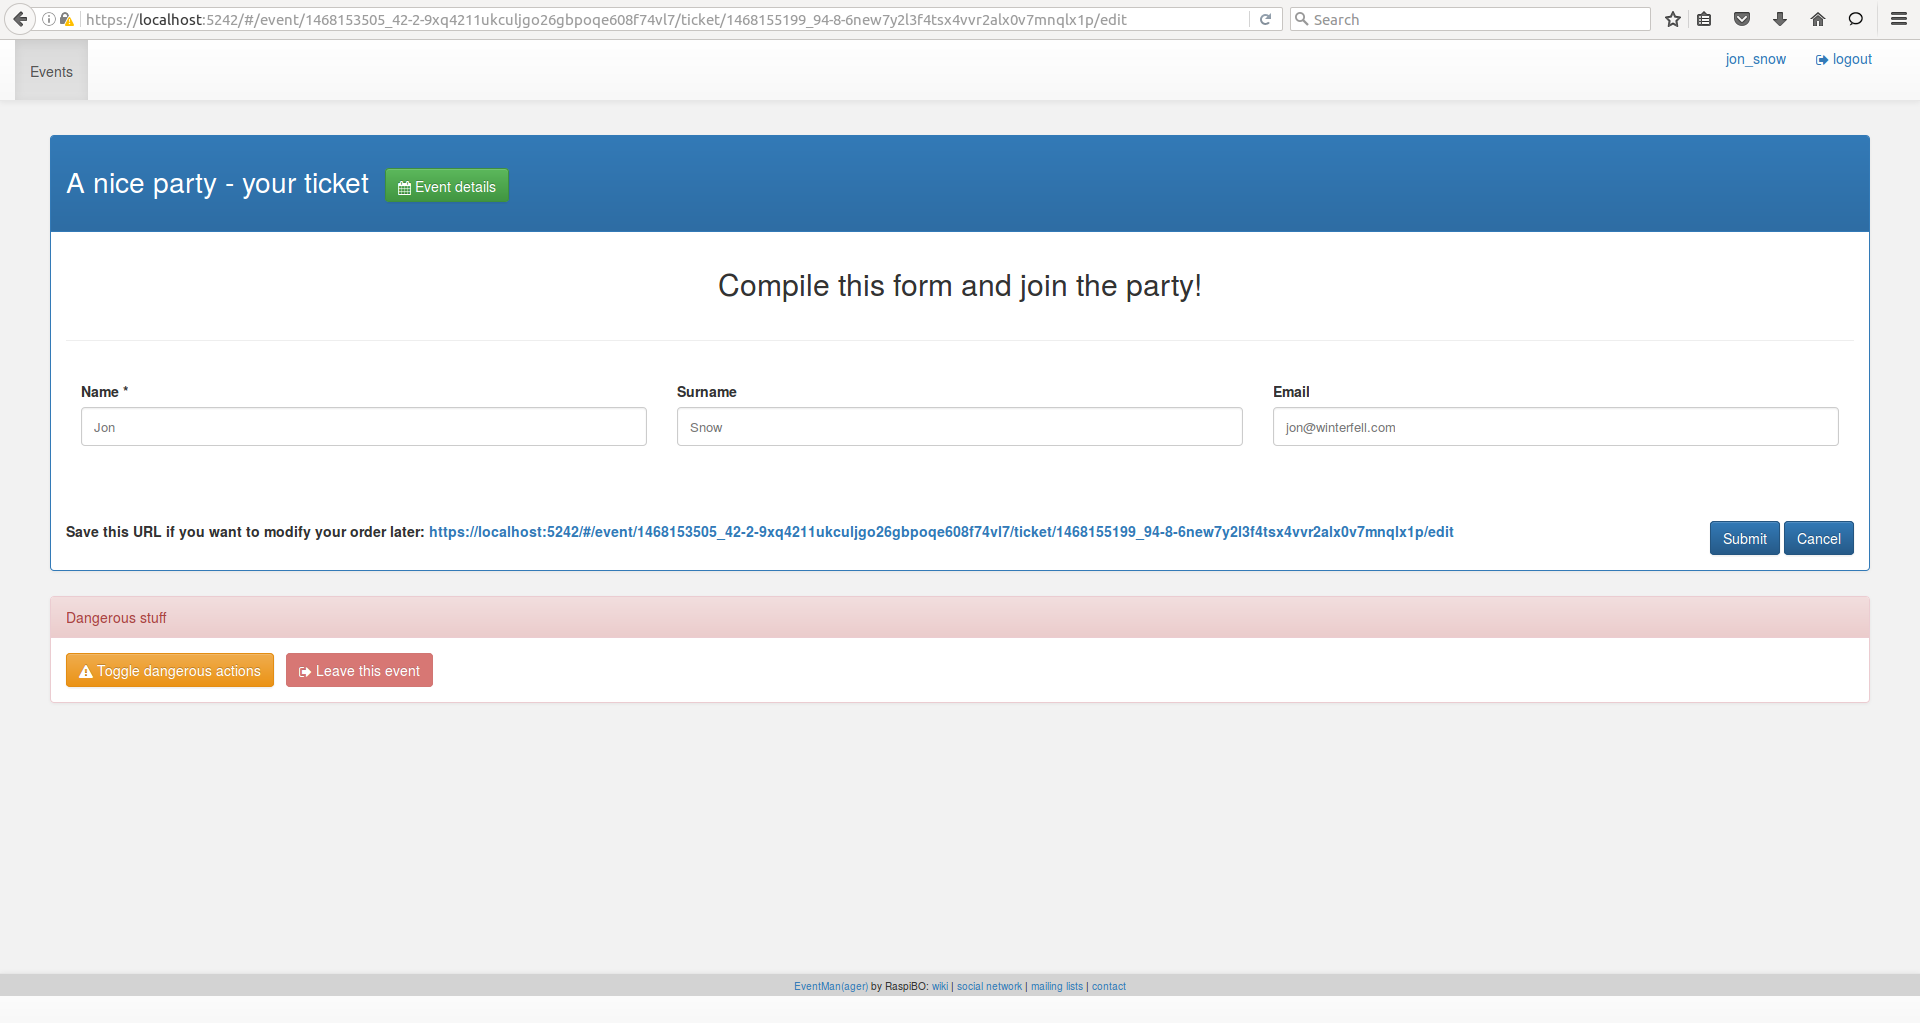 https://localhost:5242/#/event/1468153505_42-2-9xq4211ukculjgo26gbpoqe608f74vl7/ticket/1468155199_94-8-6new7y2l3f4tsx4vvr2alx0v7mnqlx1p/edit Search
Events jon_snow logout
A nice party - your ticket Event details
Compile this form and join the party!
Name * Surname Email
Jon Snow jon@winterfell.com
Save this URL if you want to modify your order later: https://localhost:5242/#/event/1468153505_42-2-9xq4211ukculjgo26gbpoqe608f74vl7/ticket/1468155199_94-8-6new7y2l3f4tsx4vvr2alx0v7mnqlx1p/edit Submit Cancel
Dangerous stuff
Toggle dangerous actions Leave this event
EventMan(ager) by RaspiBO: wiki | social network | mailing lists | contact